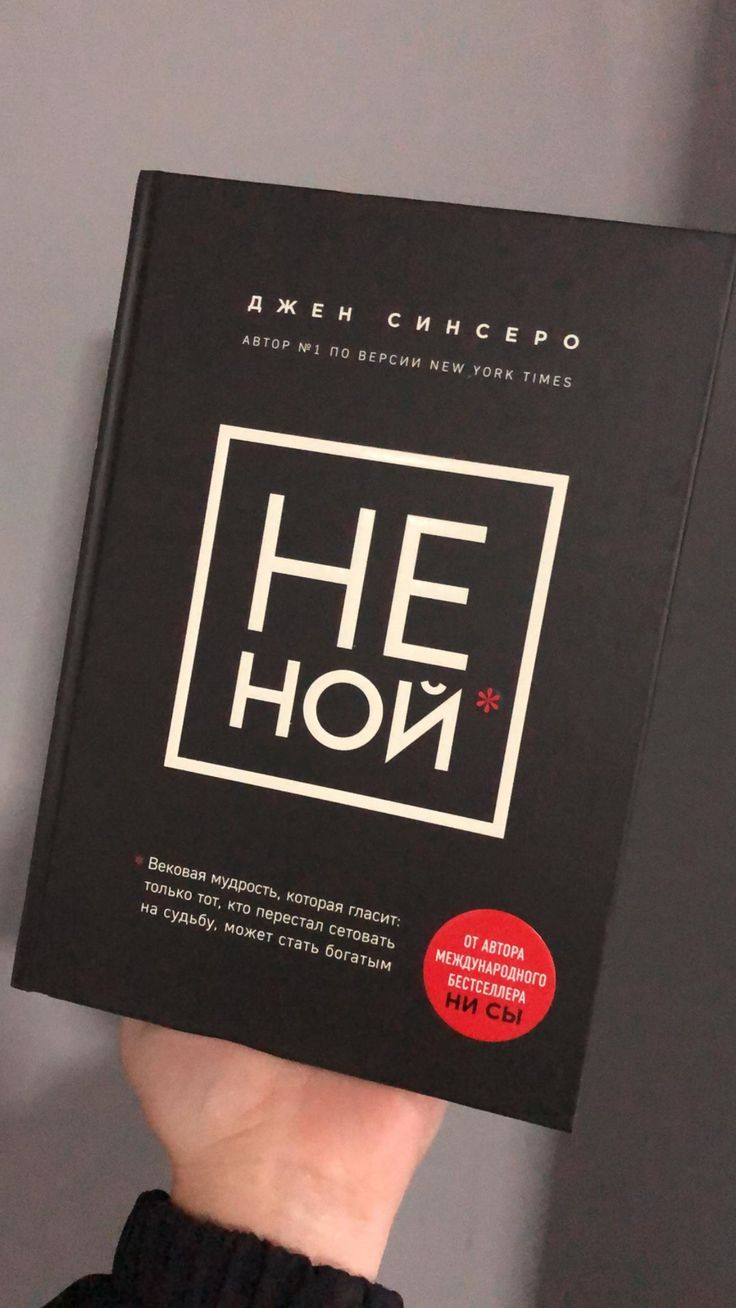 ДЖЕН СИНСЕРО
АВТОР №1 ПО ВЕРСИИ NEW YORK TIMES
НЕ
НОЙ*
* Вековая мудрость, которая гласит:
только тот, кто перестал сетовать
на судьбу, может стать богатым
ОТ АВТОРА
МЕЖДУНАРОДНОГО
БЕСТСЕЛЛЕРА
НИ СЫ